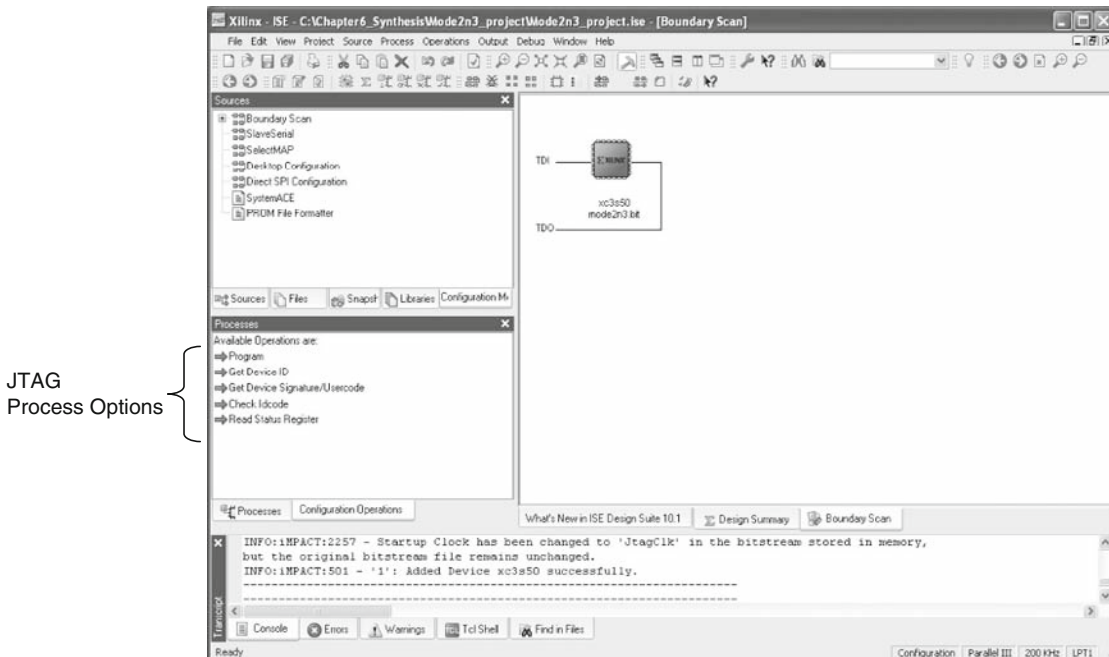 Xilinx - ISE - C:\Chapter6_Synthesis\Mode2n3_project\Mode2n3_project.ise - [Boundary Scan]
File Edit View Project Source Process Operations Output Debug Window Help
Sources
Boundary Scan
SlaveSerial
SelectMAP
Desktop Configuration
Direct SPI Configuration
SystemACE
PROM File Formatter
TDI
XILINX
xc3s50
mode2n3.bit
TDO
Sources Files Snapsh Libraries Configuration M
Processes
Available Operations are:
Program
Get Device ID
Get Device Signature/Usercode
Check Idcode
Read Status Register
JTAG
Process Options
Processes Configuration Operations
What's New in ISE Design Suite 10.1 Design Summary Boundary Scan
INFO:iMPACT:2257 - Startup Clock has been changed to 'JtagClk' in the bitstream stored in memory,
but the original bitstream file remains unchanged.
INFO:iMPACT:501 - '1': Added Device xc3s50 successfully.
----------------------------------------------------------------------
----------------------------------------------------------------------
Transcript
Console Errors Warnings Tcl Shell Find in Files
Ready Configuration Parallel III 200 KHz LPT1